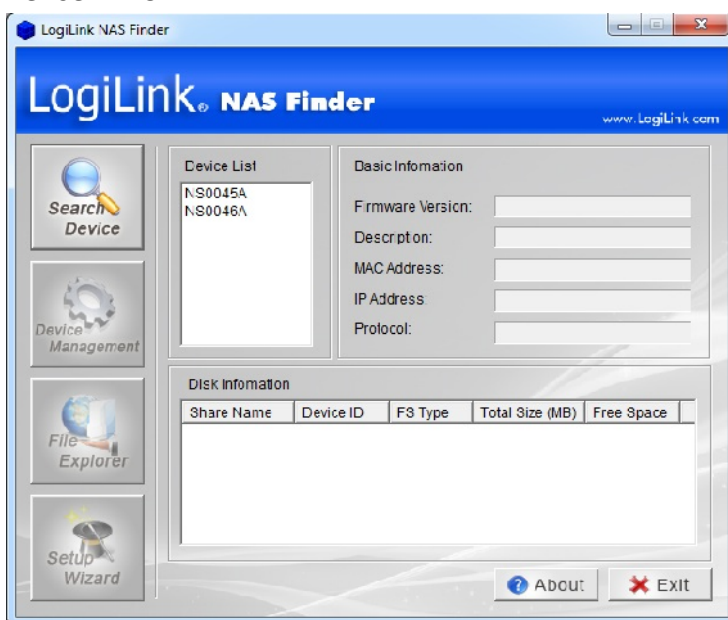 LogiLink NAS Finder
LogiLink® NAS Finder
www.LogiLink.com
Search
Device
Device
Management
File
Explorer
Setup
Wizard
Device List
NS0045A
NS0046A
Basic Infomation
Firmware Version:
Description:
MAC Address:
IP Address:
Protocol:
Disk Infomation
Share Name Device ID FS Type Total Size (MB) Free Space
About
Exit